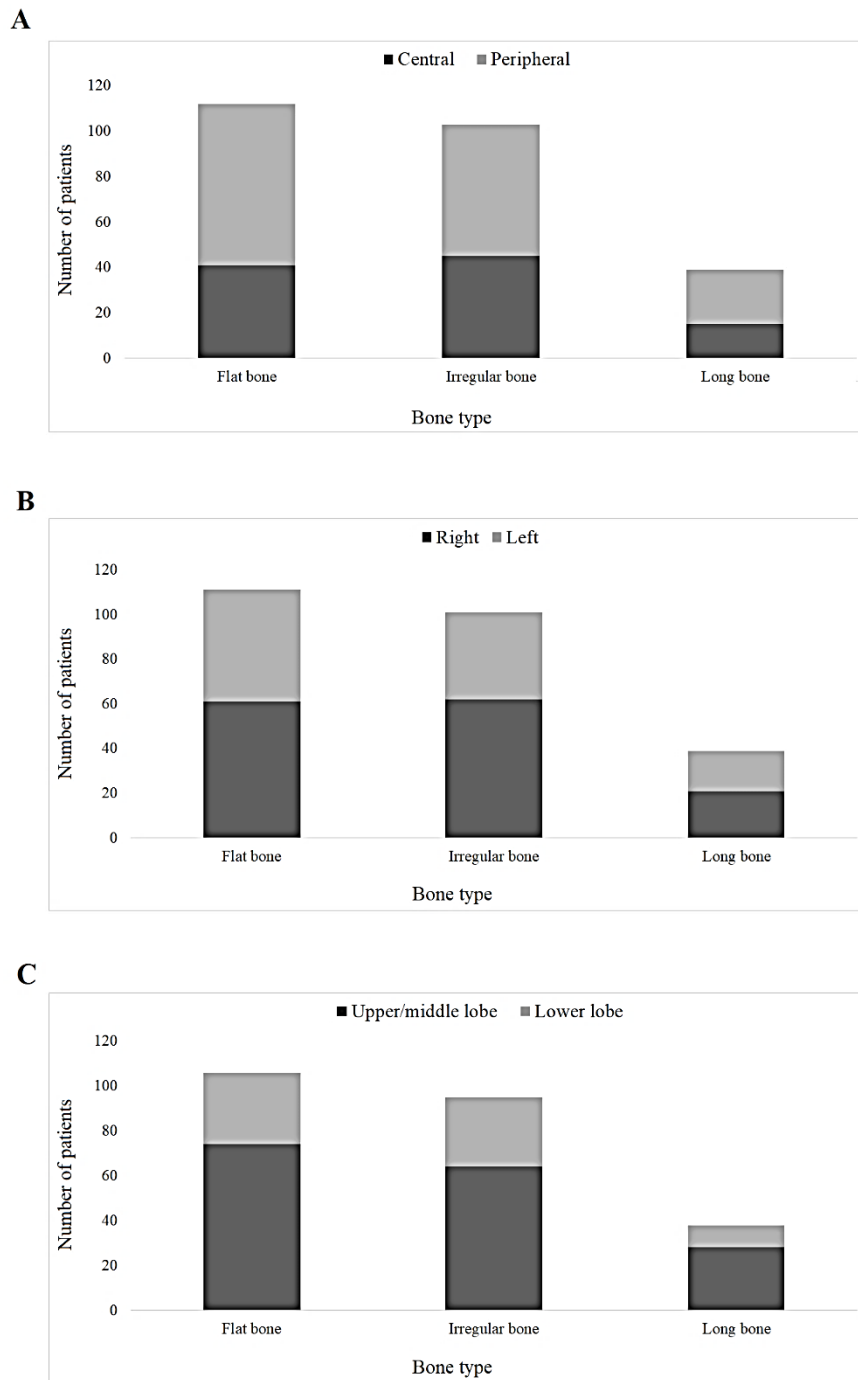 A
■ Central ■ Peripheral
120
100
80
60
40
20
0
Number of patients
Flat bone Irregular bone Long bone
Bone type
B
■ Right ■ Left
120
100
80
60
40
20
0
Number of patients
Flat bone Irregular bone Long bone
Bone type
C
■ Upper/middle lobe ■ Lower lobe
120
100
80
60
40
20
0
Number of patients
Flat bone Irregular bone Long bone
Bone type